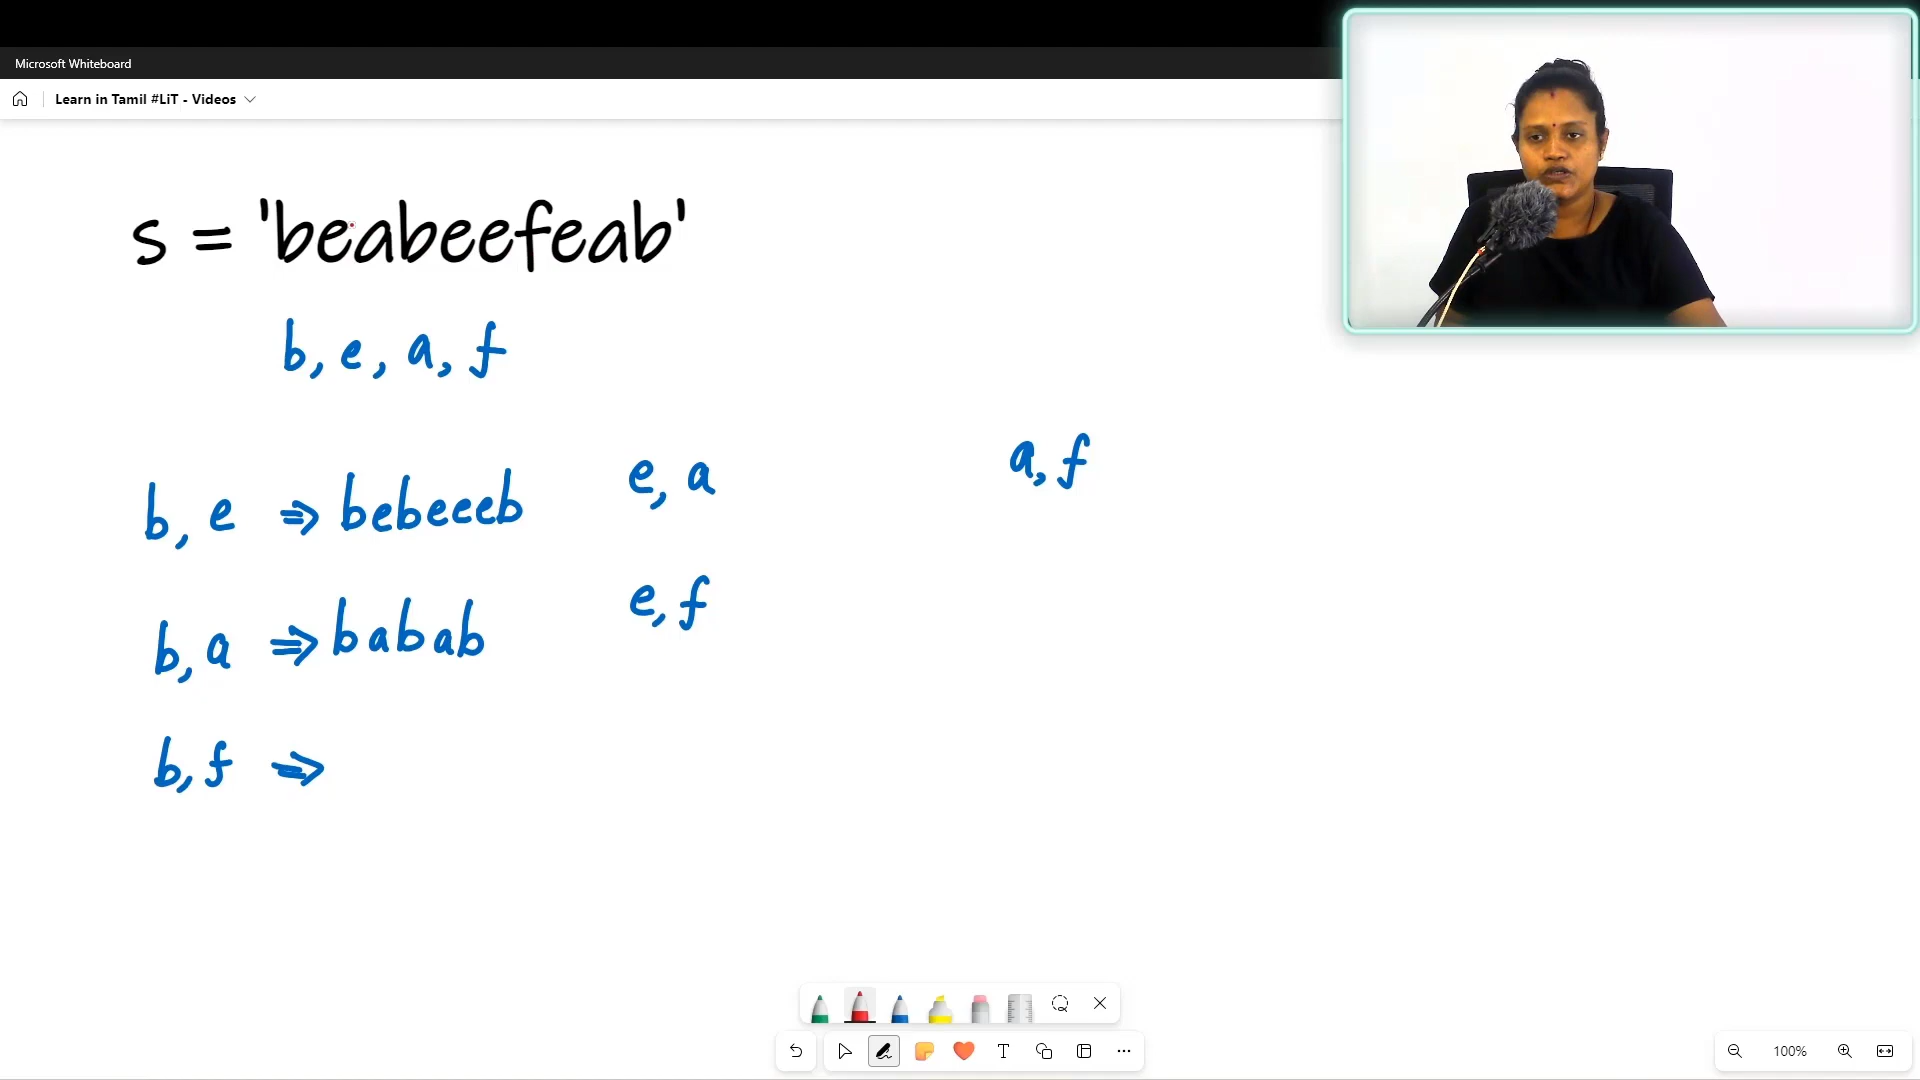 Microsoft Whiteboard
Learn in Tamil #LiT - Videos
s = 'beabeefeab'
b, e, a, f
b, e ⇒ bebeeeb
b, a ⇒ babab
b, f ⇒
e, a
e, f
a, f
100%